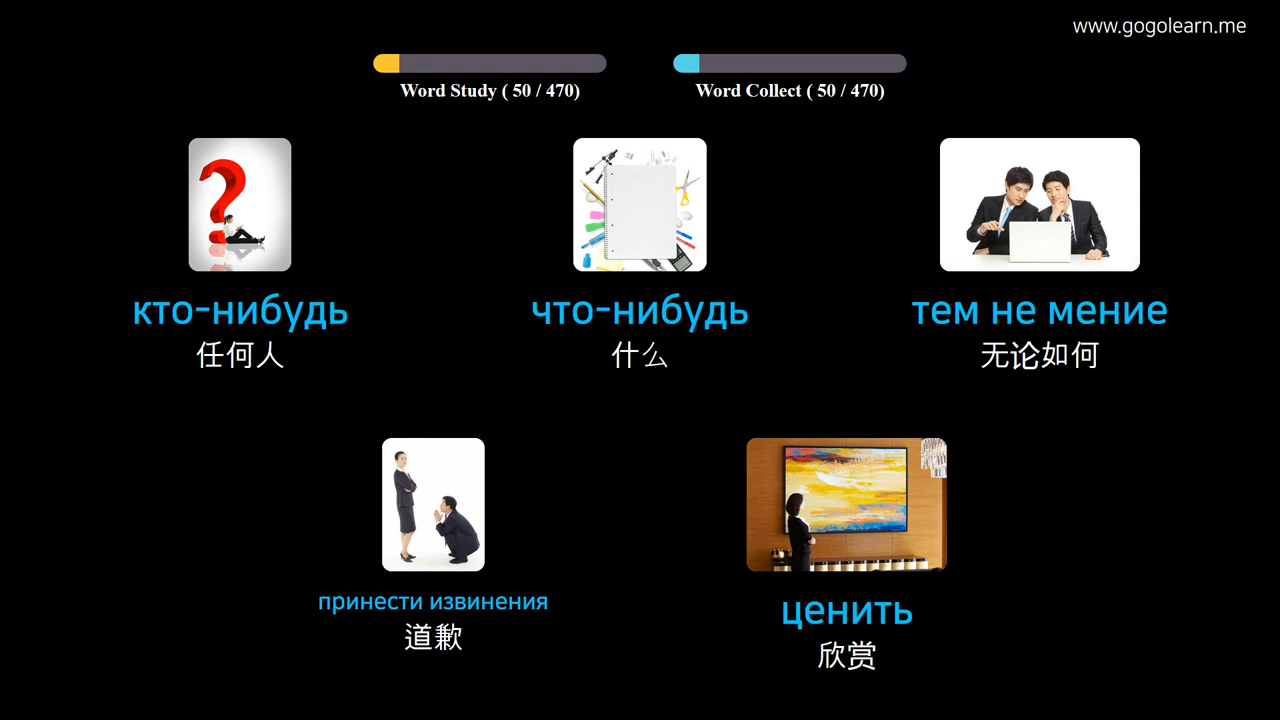 www.gogolearn.me
Word Study ( 50 / 470)
Word Collect ( 50 / 470)
кто-нибудь
任何人
что-нибудь
什么
тем не мение
无论如何
принести извинения
道歉
ценить
欣赏